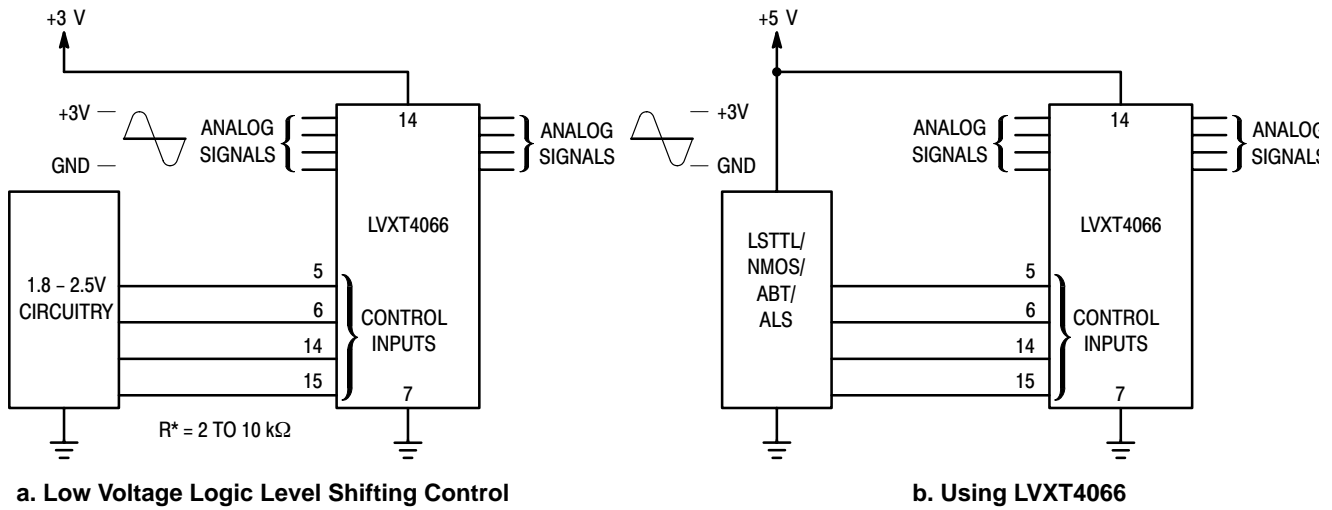 +3 V
+3V
GND
ANALOG
SIGNALS
14
ANALOG
SIGNALS
LVXT4066
1.8 – 2.5V
CIRCUITRY
5
6
14
15
CONTROL
INPUTS
7
R* = 2 TO 10 kΩ
a. Low Voltage Logic Level Shifting Control
+5 V
+3V
GND
ANALOG
SIGNALS
14
ANALOG
SIGNALS
LVXT4066
LSTTL/
NMOS/
ABT/
ALS
5
6
14
15
CONTROL
INPUTS
7
b. Using LVXT4066